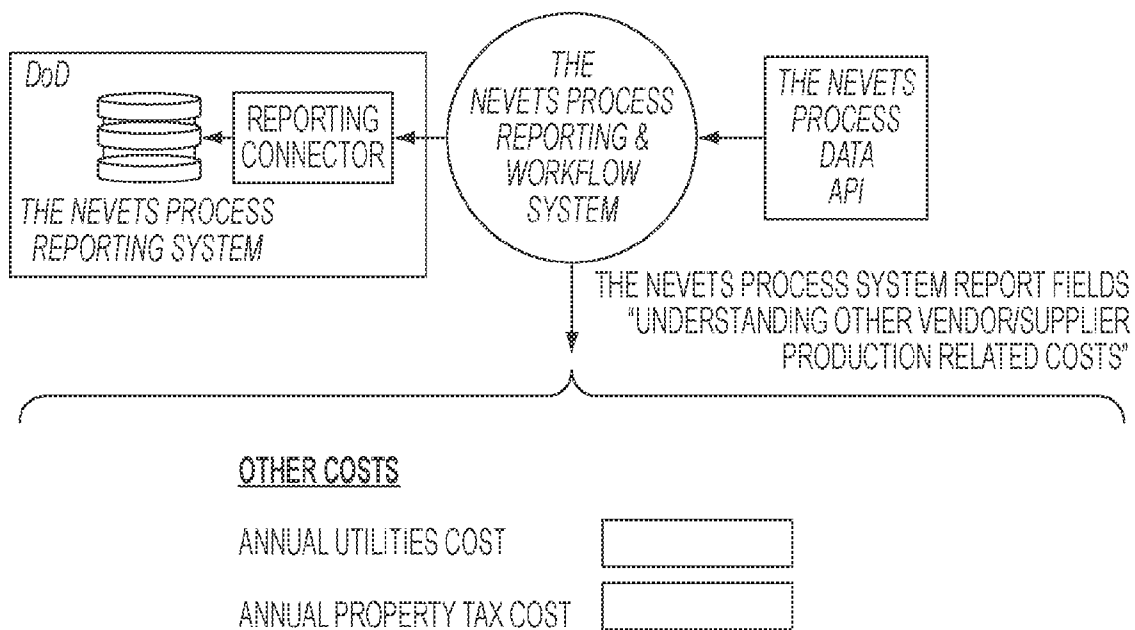 DoD
REPORTING
CONNECTOR
THE NEVETS PROCESS
REPORTING SYSTEM
THE
NEVETS PROCESS
REPORTING &
WORKFLOW
SYSTEM
THE NEVETS
PROCESS
DATA
API
THE NEVETS PROCESS SYSTEM REPORT FIELDS
"UNDERSTANDING OTHER VENDOR/SUPPLIER
PRODUCTION RELATED COSTS"
OTHER COSTS
ANNUAL UTILITIES COST
ANNUAL PROPERTY TAX COST